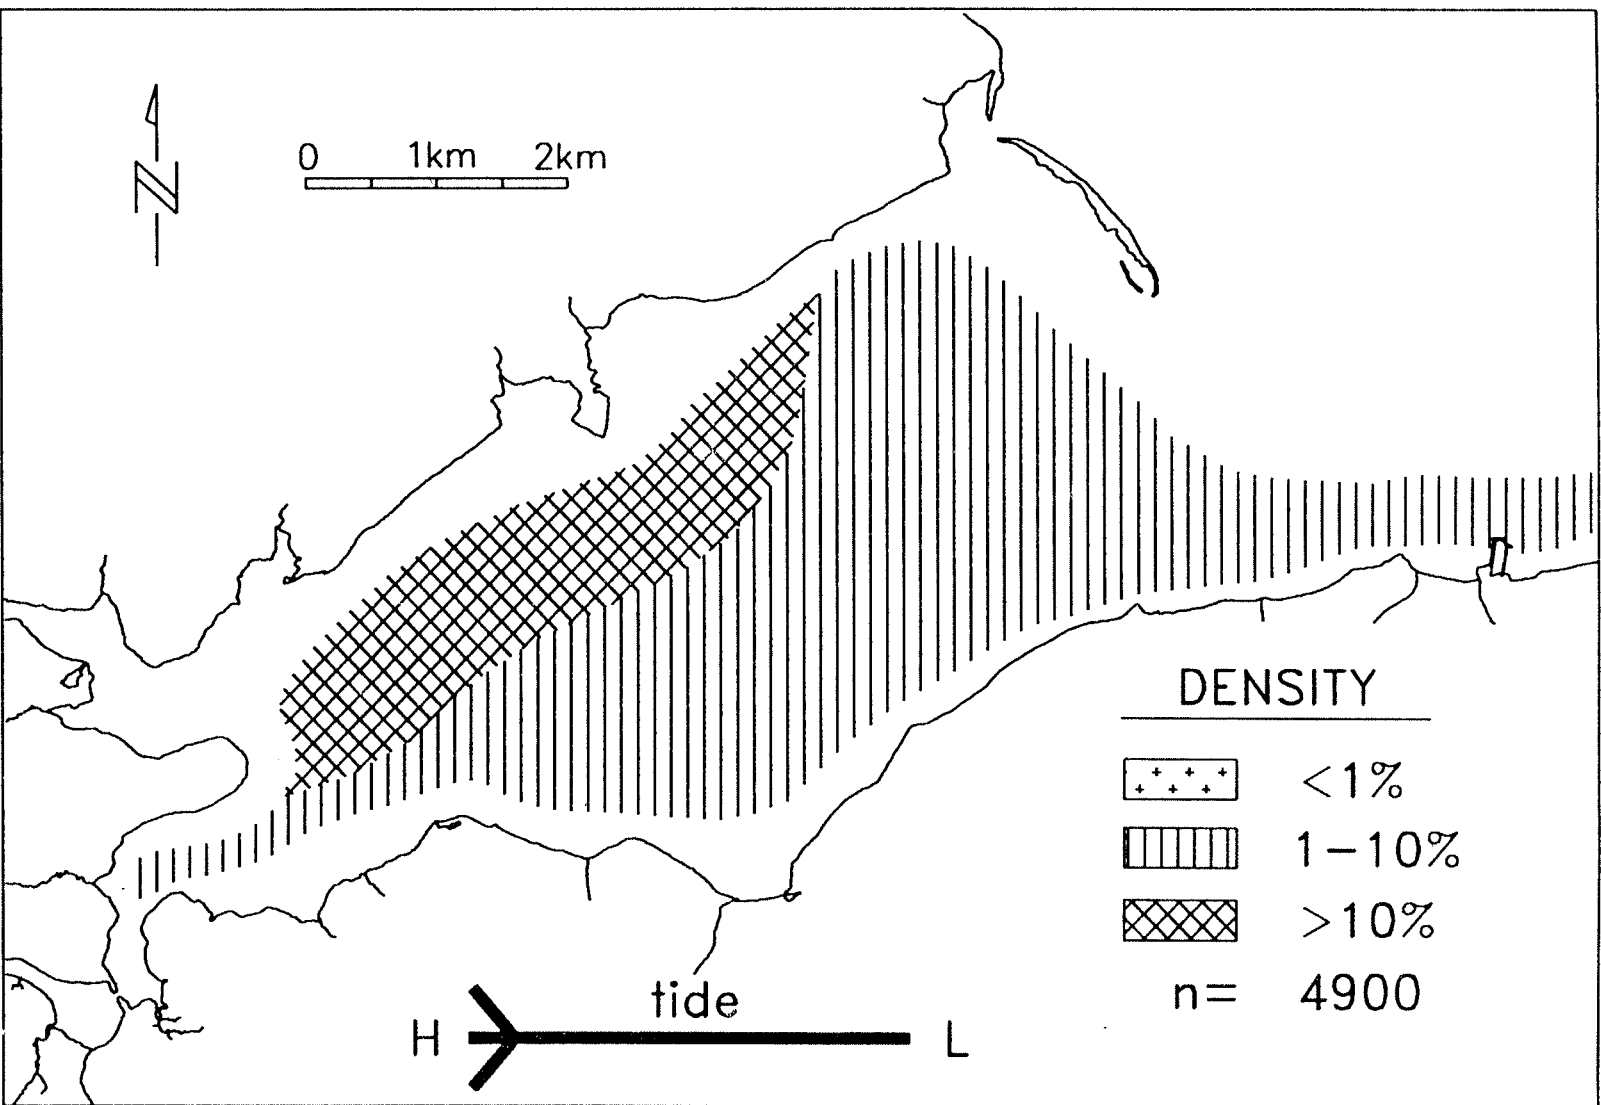 N
0 1km 2km
DENSITY
<1%
1-10%
>10%
n= 4900
tide
H L